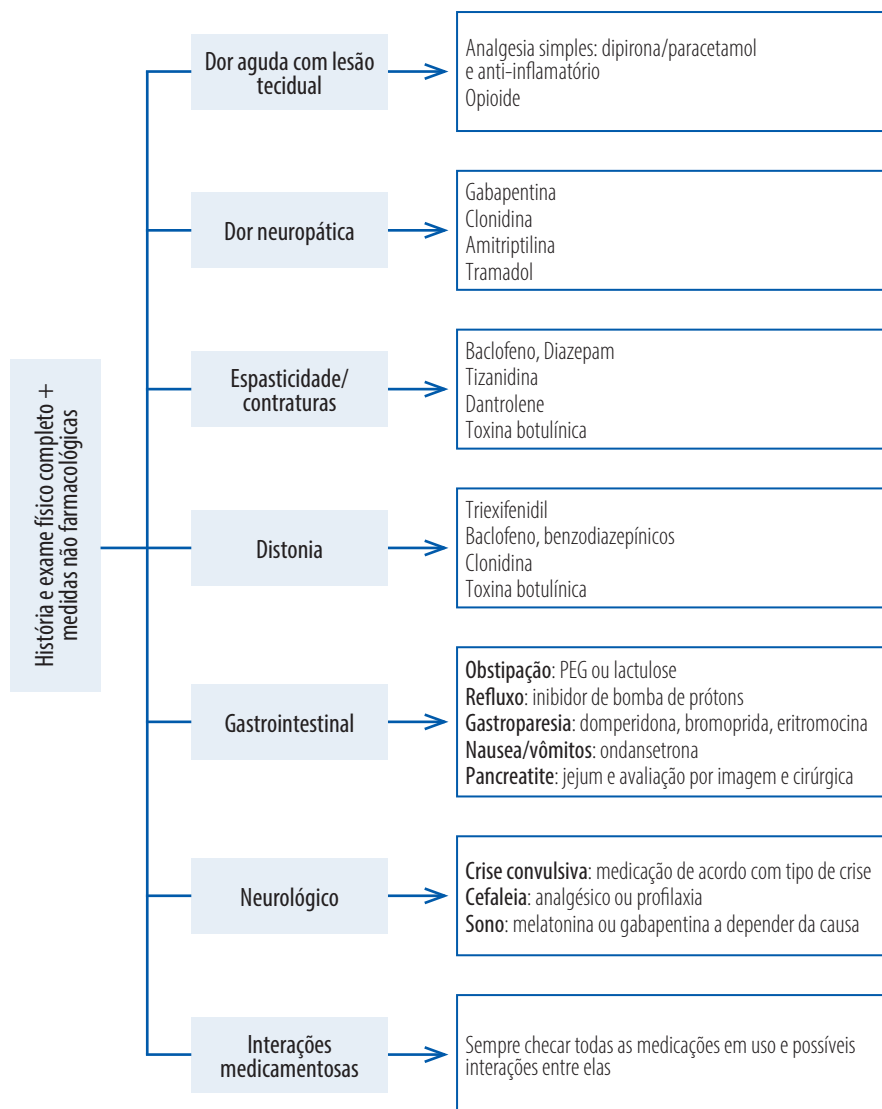 História e exame físico completo +
medidas não farmacológicas
Dor aguda com lesão
tecidual
Analgesia simples: dipirona/paracetamol
e anti-inflamatório
Opioide
Dor neuropática
Gabapentina
Clonidina
Amitriptilina
Tramadol
Espasticidade/
contraturas
Baclofeno, Diazepam
Tizanidina
Dantrolene
Toxina botulínica
Distonia
Triexifenidil
Baclofeno, benzodiazepínicos
Clonidina
Toxina botulínica
Gastrointestinal
Obstipação: PEG ou lactulose
Refluxo: inibidor de bomba de prótons
Gastroparesia: domperidona, bromoprida, eritromocina
Nausea/vômitos: ondansetrona
Pancreatite: jejum e avaliação por imagem e cirúrgica
Neurológico
Crise convulsiva: medicação de acordo com tipo de crise
Cefaleia: analgésico ou profilaxia
Sono: melatonina ou gabapentina a depender da causa
Interações
medicamentosas
Sempre checar todas as medicações em uso e possíveis
interações entre elas